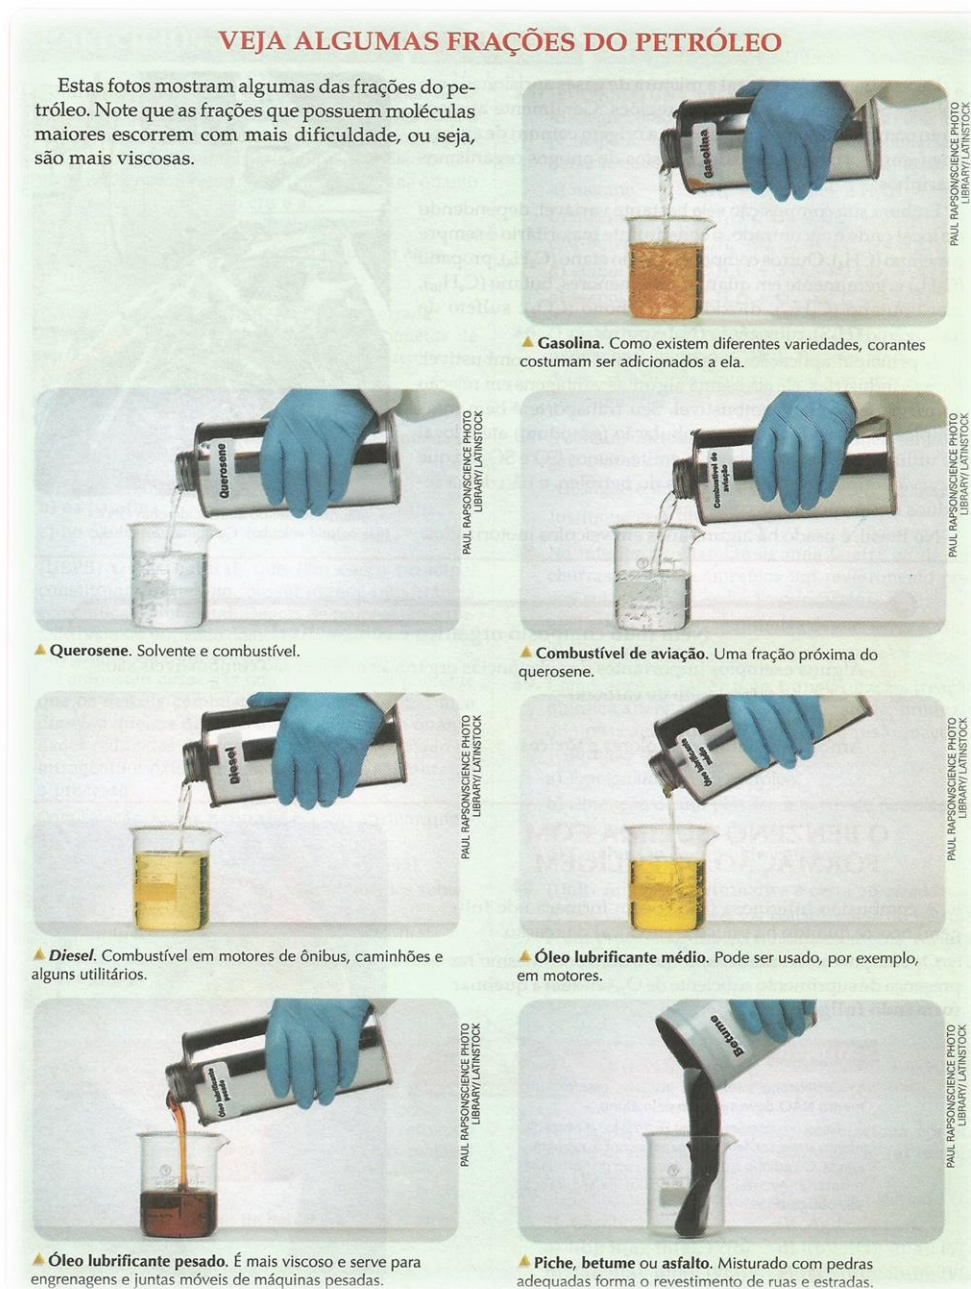 VEJA ALGUMAS FRAÇÕES DO PETRÓLEO
Estas fotos mostram algumas das frações do pe-
tróleo. Note que as frações que possuem moléculas
maiores escorrem com mais dificuldade, ou seja,
são mais viscosas.
Gasolina
PAUL RAPSON/SCIENCE PHOTO
LIBRARY/ LATINSTOCK
Gasolina. Como existem diferentes variedades, corantes
costumam ser adicionados a ela.
Querosene
PAUL RAPSON/SCIENCE PHOTO
LIBRARY/ LATINSTOCK
Querosene. Solvente e combustível.
Combustível de
aviação
PAUL RAPSON/SCIENCE PHOTO
LIBRARY/ LATINSTOCK
Combustível de aviação. Uma fração próxima do
querosene.
Diesel
PAUL RAPSON/SCIENCE PHOTO
LIBRARY/ LATINSTOCK
Diesel. Combustível em motores de ônibus, caminhões e
alguns utilitários.
Óleo lubrificante
médio
PAUL RAPSON/SCIENCE PHOTO
LIBRARY/ LATINSTOCK
Óleo lubrificante médio. Pode ser usado, por exemplo,
em motores.
Óleo lubrificante
pesado
PAUL RAPSON/SCIENCE PHOTO
LIBRARY/ LATINSTOCK
Óleo lubrificante pesado. É mais viscoso e serve para
engrenagens e juntas móveis de máquinas pesadas.
Betume
PAUL RAPSON/SCIENCE PHOTO
LIBRARY/ LATINSTOCK
Piche, betume ou asfalto. Misturado com pedras
adequadas forma o revestimento de ruas e estradas.